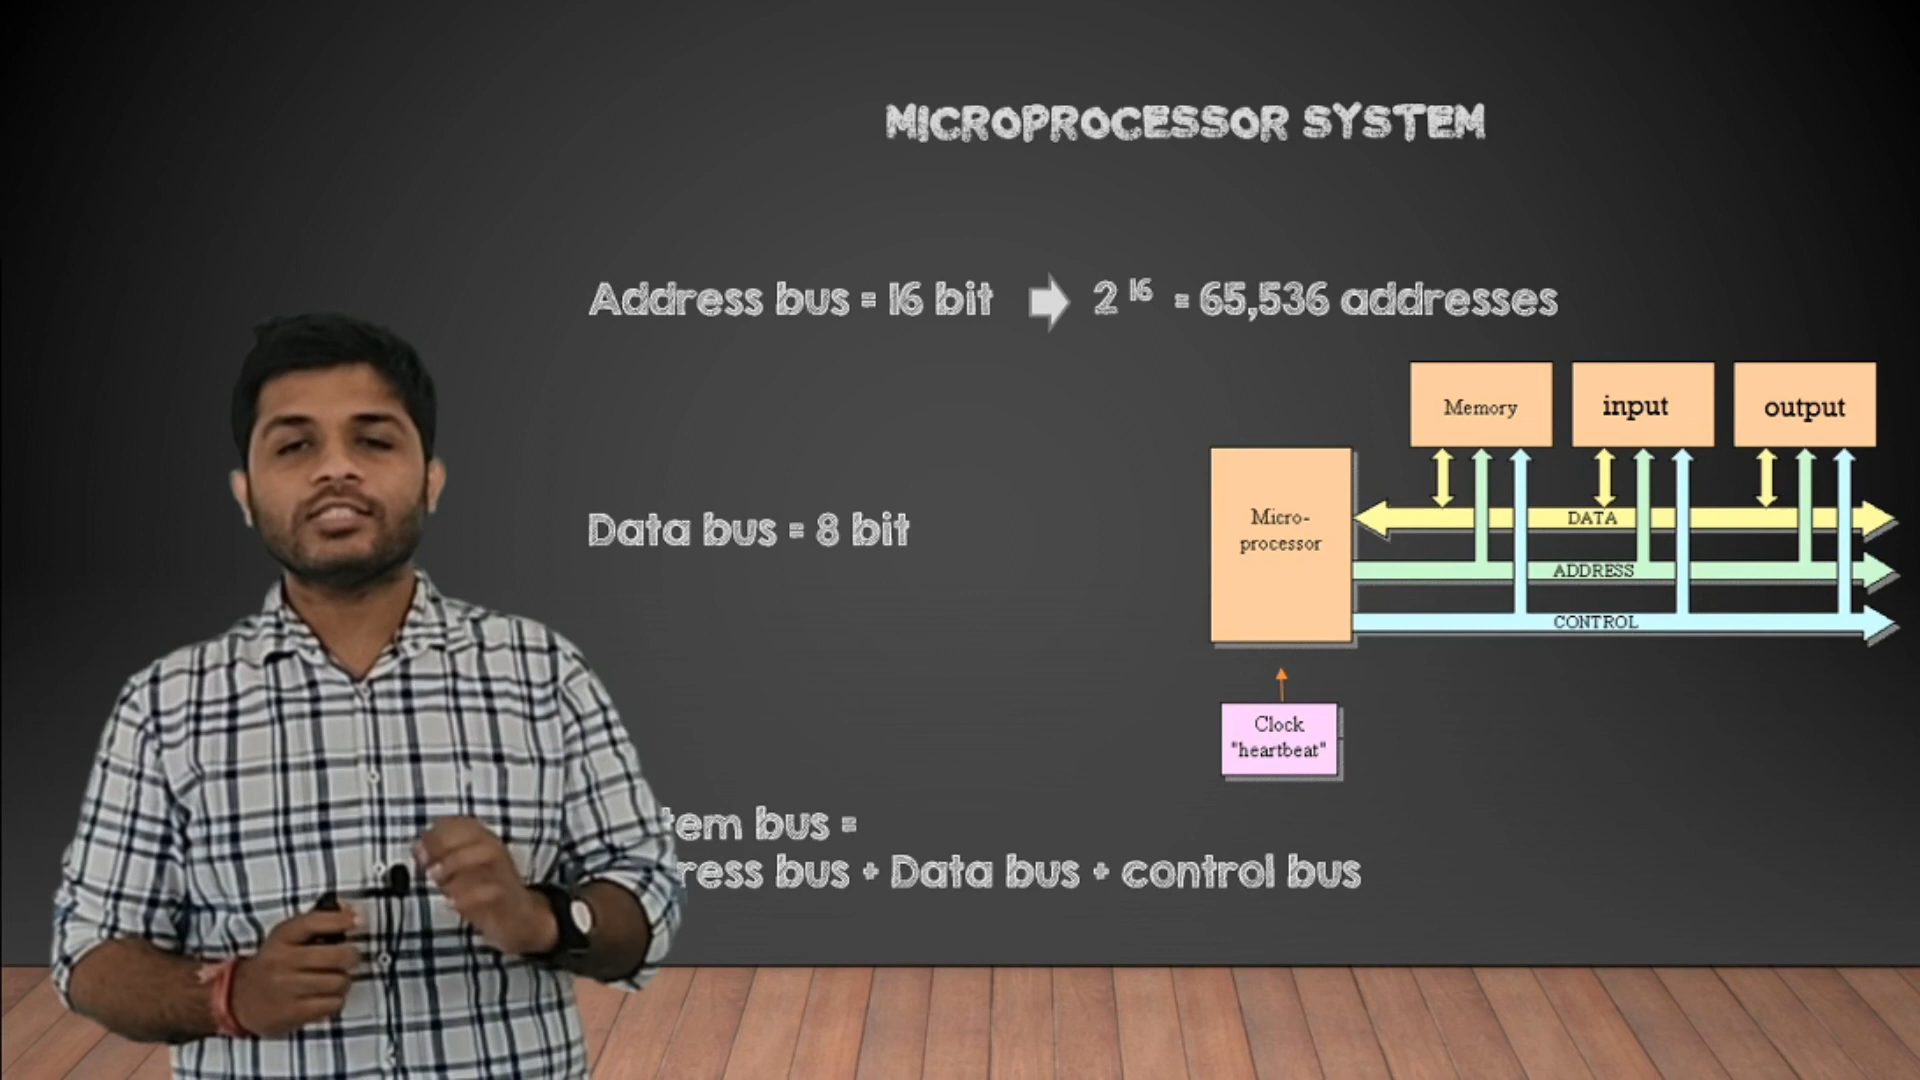 MICROPROCESSOR SYSTEM
Address bus = 16 bit 2 16 = 65,536 addresses
Memory input output
Micro-
processor
DATA
ADDRESS
CONTROL
Data bus = 8 bit
Clock
"heartbeat"
tem bus =
ress bus + Data bus + control bus